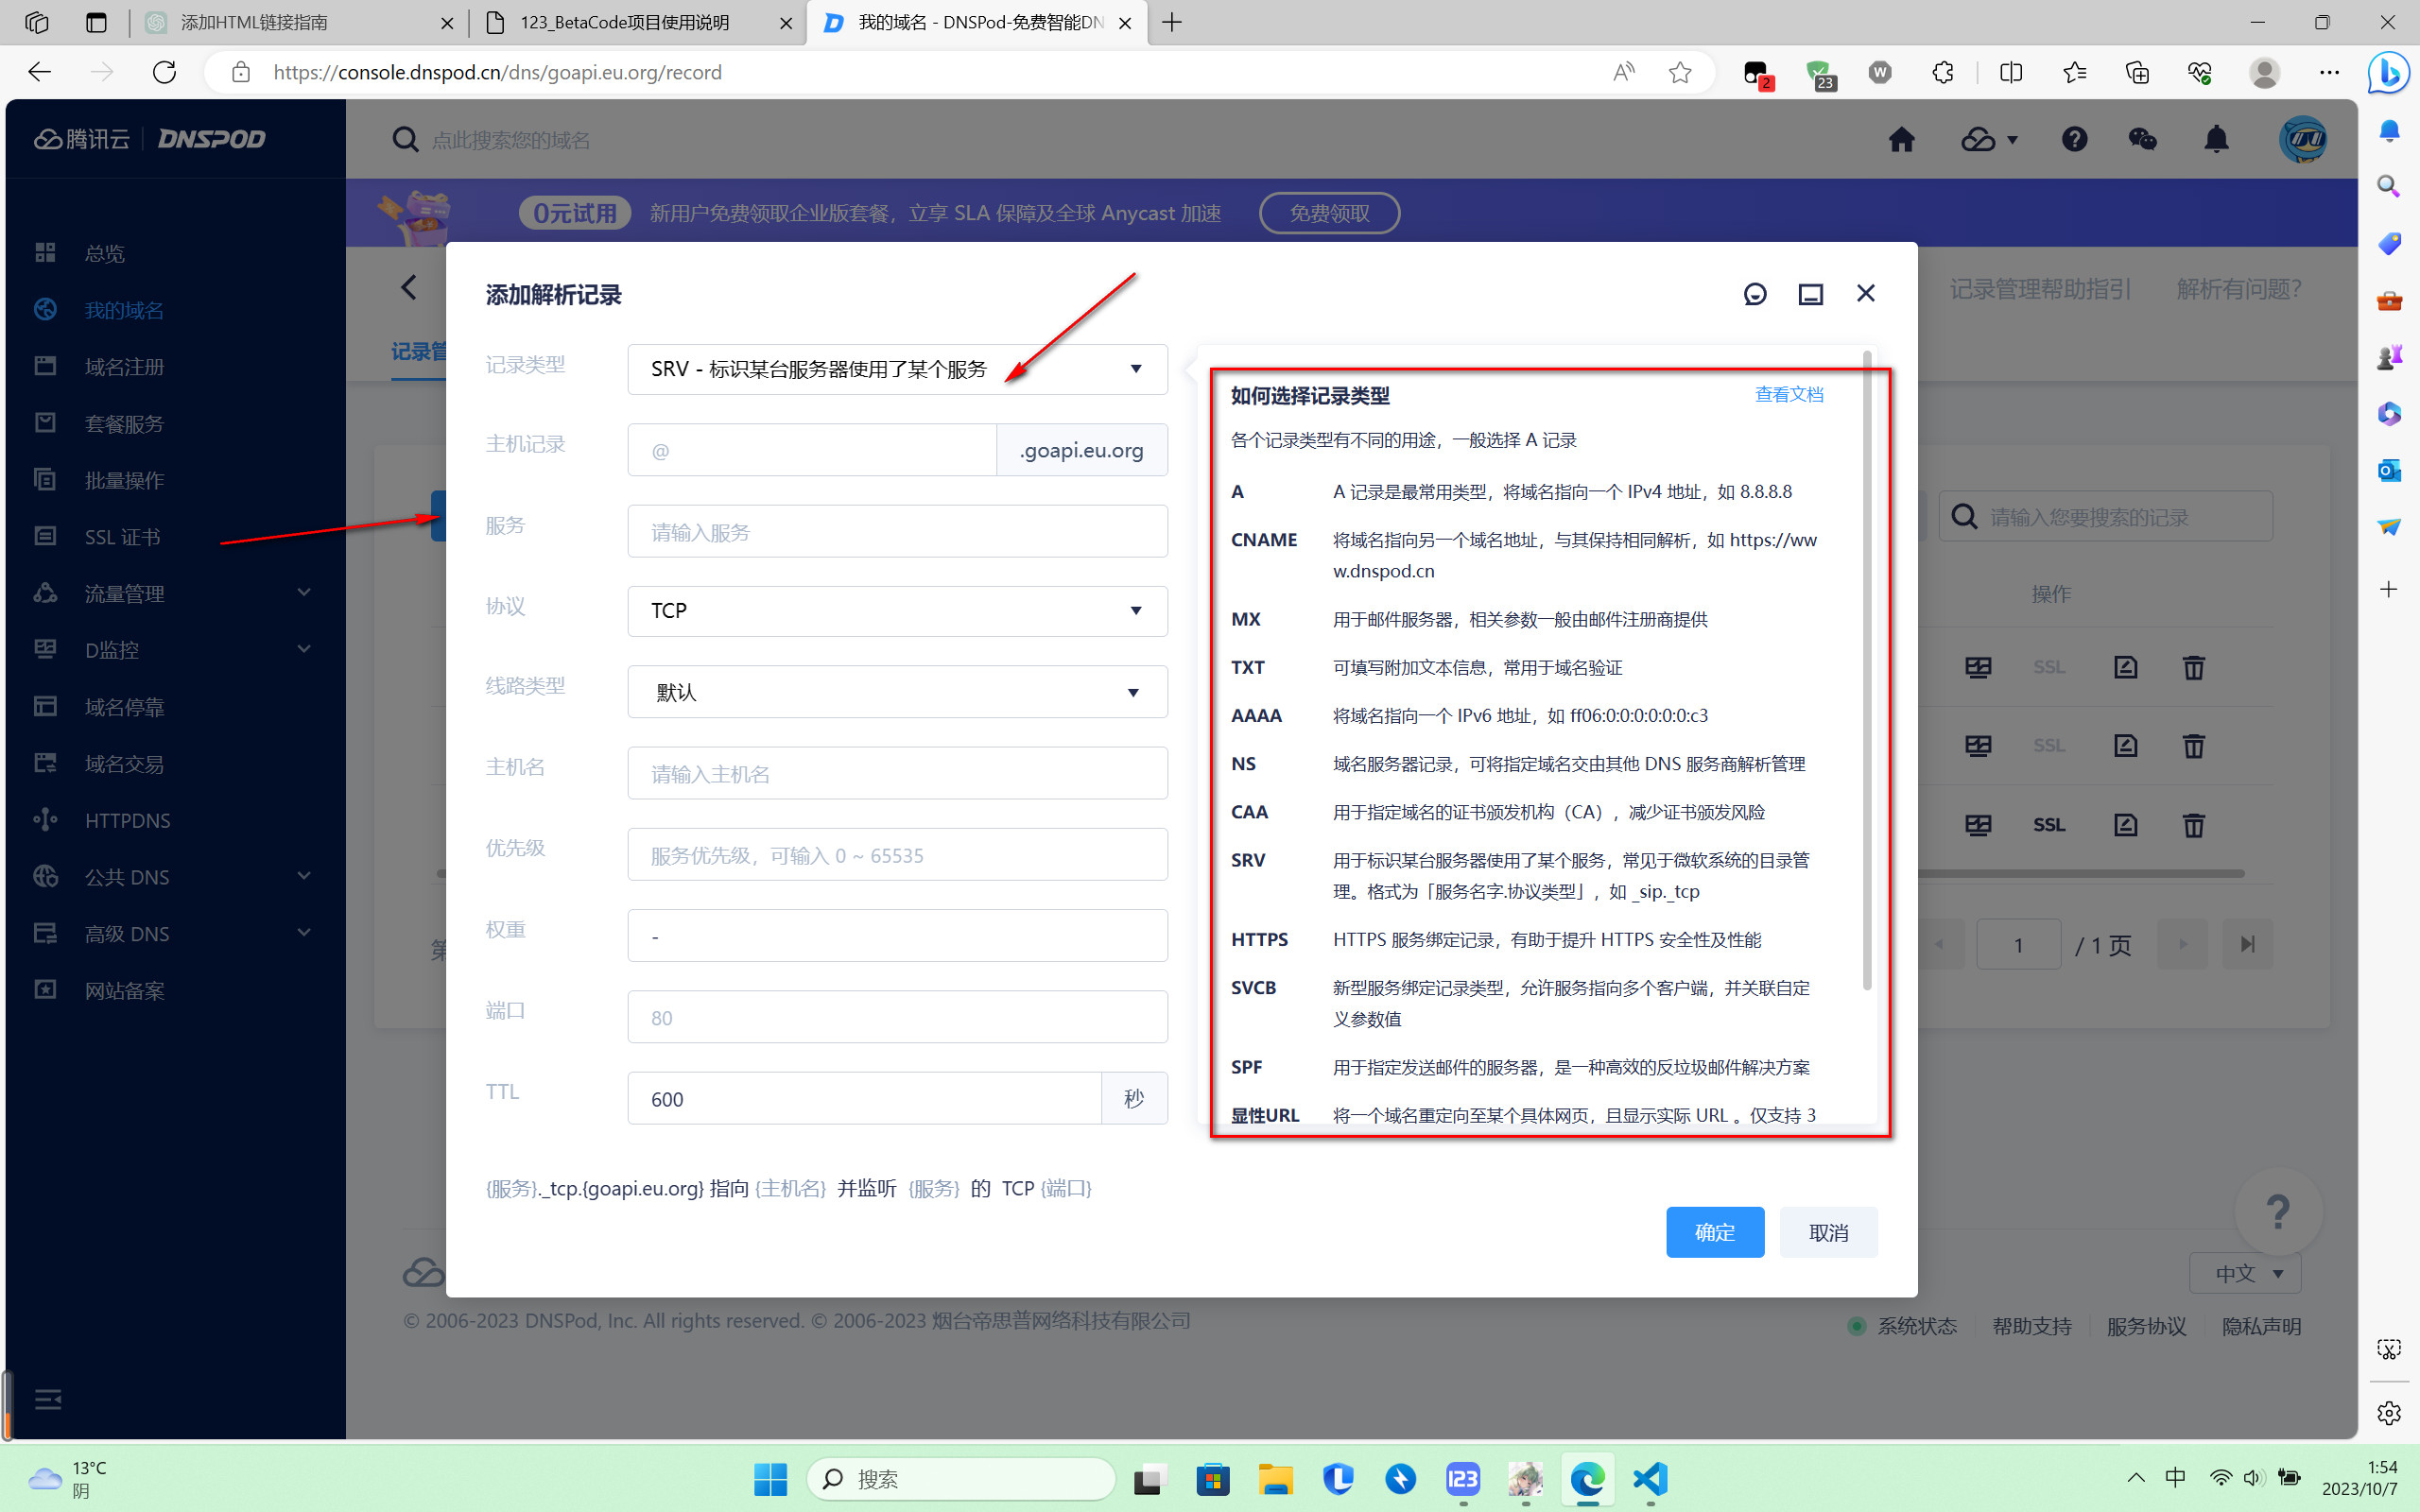 添加HTML链接指南
123_BetaCode项目使用说明
我的域名 - DNSPod-免费智能DN
https://console.dnspod.cn/dns/goapi.eu.org/record
2
23
W
腾讯云 DNSPOD
点此搜索您的域名
0元试用 新用户免费领取企业版套餐，立享 SLA 保障及全球 Anycast 加速 免费领取
总览
我的域名
域名注册
套餐服务
批量操作
SSL 证书
流量管理
D监控
域名停靠
域名交易
HTTPDNS
公共 DNS
高级 DNS
网站备案
记录管理帮助指引 解析有问题?
记录管
请输入您要搜索的记录
操作
SSL
SSL
SSL
第
1 / 1 页
添加解析记录
记录类型 SRV - 标识某台服务器使用了某个服务
主机记录 @ .goapi.eu.org
服务 请输入服务
协议 TCP
线路类型 默认
主机名 请输入主机名
优先级 服务优先级，可输入 0 ~ 65535
权重 -
端口 80
TTL 600 秒
如何选择记录类型 查看文档
各个记录类型有不同的用途，一般选择 A 记录
A A 记录是最常用类型，将域名指向一个 IPv4 地址，如 8.8.8.8
CNAME 将域名指向另一个域名地址，与其保持相同解析，如 https://ww
w.dnspod.cn
MX 用于邮件服务器，相关参数一般由邮件注册商提供
TXT 可填写附加文本信息，常用于域名验证
AAAA 将域名指向一个 IPv6 地址，如 ff06:0:0:0:0:0:0:c3
NS 域名服务器记录，可将指定域名交由其他 DNS 服务商解析管理
CAA 用于指定域名的证书颁发机构（CA），减少证书颁发风险
SRV 用于标识某台服务器使用了某个服务，常见于微软系统的目录管
理。格式为「服务名字.协议类型」，如 _sip._tcp
HTTPS HTTPS 服务绑定记录，有助于提升 HTTPS 安全性及性能
SVCB 新型服务绑定记录类型，允许服务指向多个客户端，并关联自定
义参数值
SPF 用于指定发送邮件的服务器，是一种高效的反垃圾邮件解决方案
显性URL 将一个域名重定向至某个具体网页，且显示实际 URL 。仅支持 3
{服务}._tcp.{goapi.eu.org} 指向 {主机名} 并监听 {服务} 的 TCP {端口}
确定 取消
?
中文
© 2006-2023 DNSPod, Inc. All rights reserved. © 2006-2023 烟台帝思普网络科技有限公司
系统状态 帮助支持 服务协议 隐私声明
13°C
阴
搜索
123
中
1:54
2023/10/7